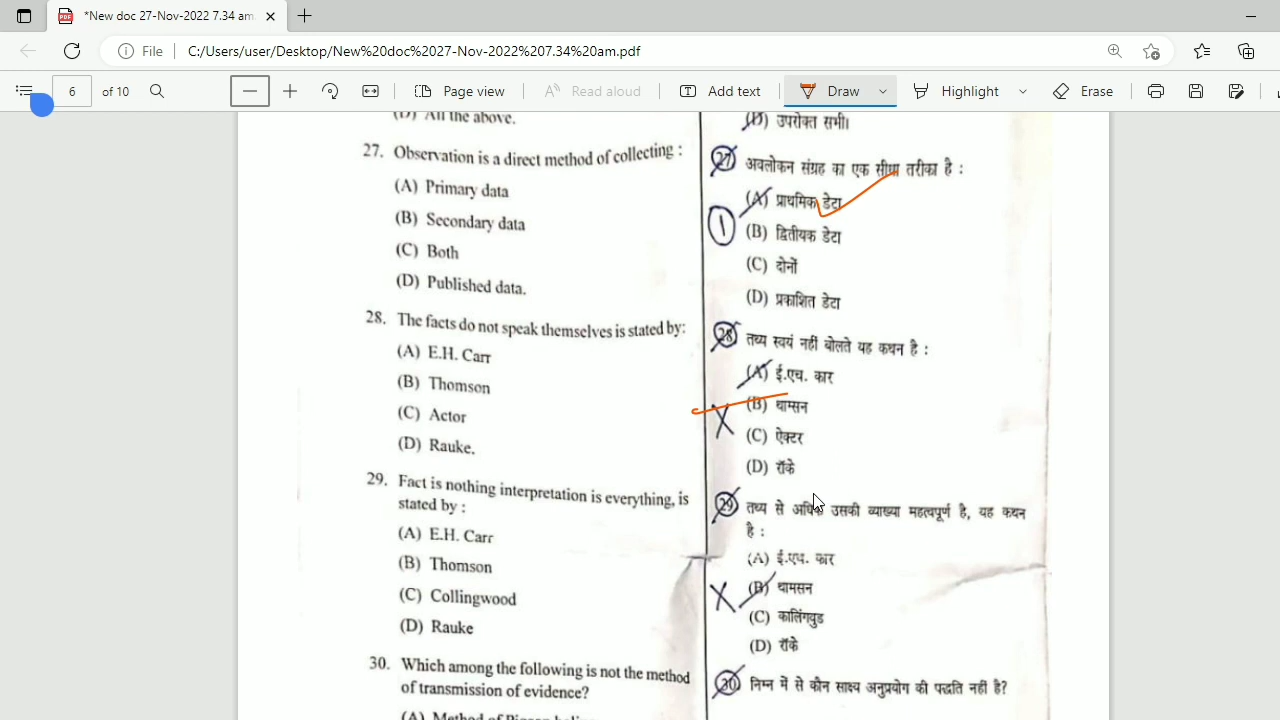 *New doc 27-Nov-2022 7.34 am.
File
C:/Users/user/Desktop/New%20doc%2027-Nov-2022%207.34%20am.pdf
6 of 10
Page view
Read aloud
Add text
Draw
Highlight
Erase
(D) All the above.
27. Observation is a direct method of collecting :
(A) Primary data
(B) Secondary data
(C) Both
(D) Published data.
28. The facts do not speak themselves is stated by:
(A) E.H. Carr
(B) Thomson
(C) Actor
(D) Rauke.
29. Fact is nothing interpretation is everything, is
stated by :
(A) E.H. Carr
(B) Thomson
(C) Collingwood
(D) Rauke
30. Which among the following is not the method
of transmission of evidence?
(A) Method of
(D) उपरोक्त सभी।
27 अवलोकन संग्रह का एक सीधा तरीका है :
(A) प्राथमिक डेटा
1
(B) द्वितीयक डेटा
(C) दोनों
(D) प्रकाशित डेटा
28 तथ्य स्वयं नहीं बोलते यह कथन है :
(A) ई.एच. कार
(B) थाम्सन
X
(C) ऐक्टर
(D) रॉके
29 तथ्य से अधिक उसकी व्याख्या महत्वपूर्ण है, यह कथन
है :
(A) ई.एच. कार
(B) थामसन
X
(C) कालिंगवुड
(D) रॉके
30 निम्न में से कौन साक्ष्य अनुप्रयोग की पद्धति नहीं है?